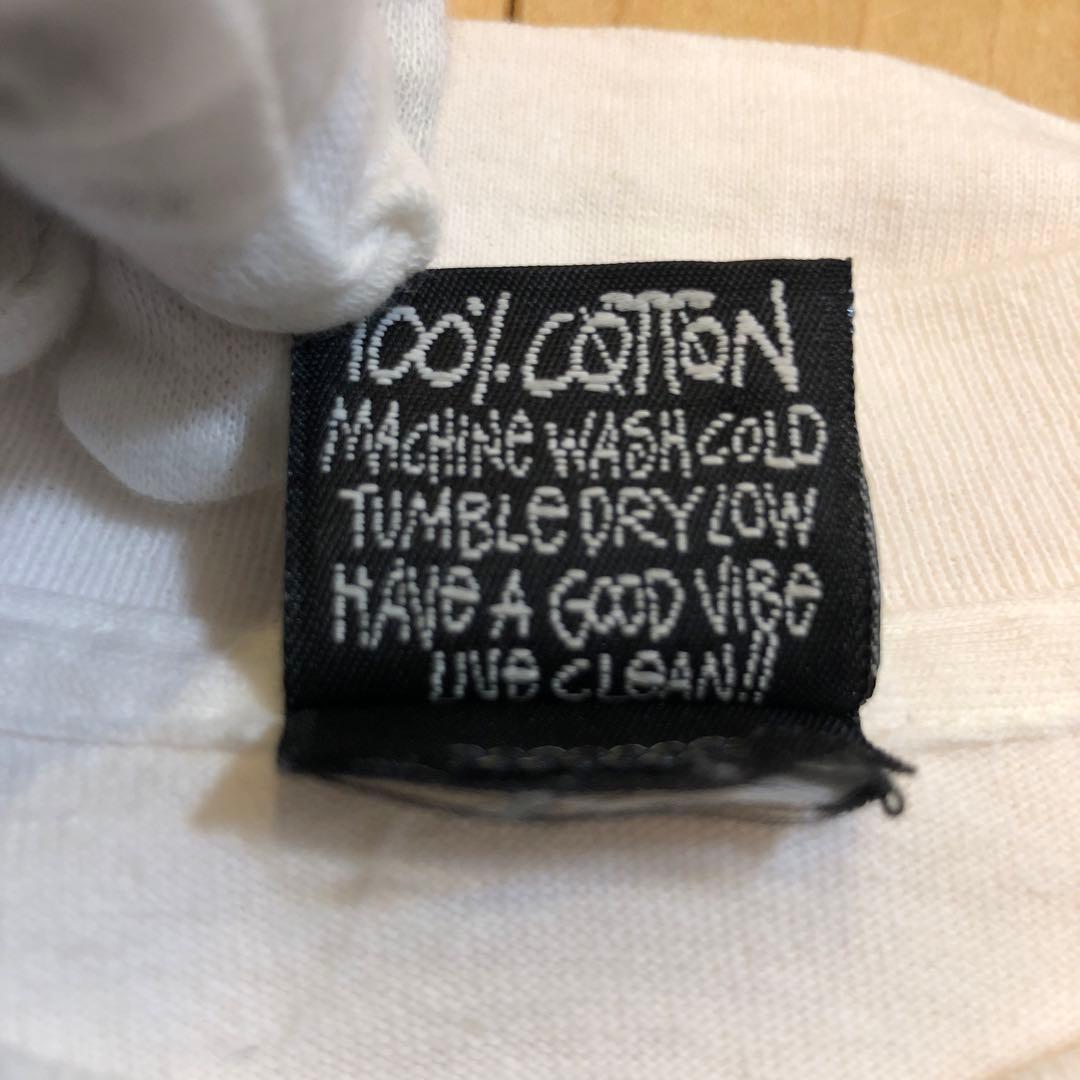 100% COTTON
MACHINE WASH COLD
TUMBLE DRY LOW
HAVE A GOOD VIBE
LIVE CLEAN!!